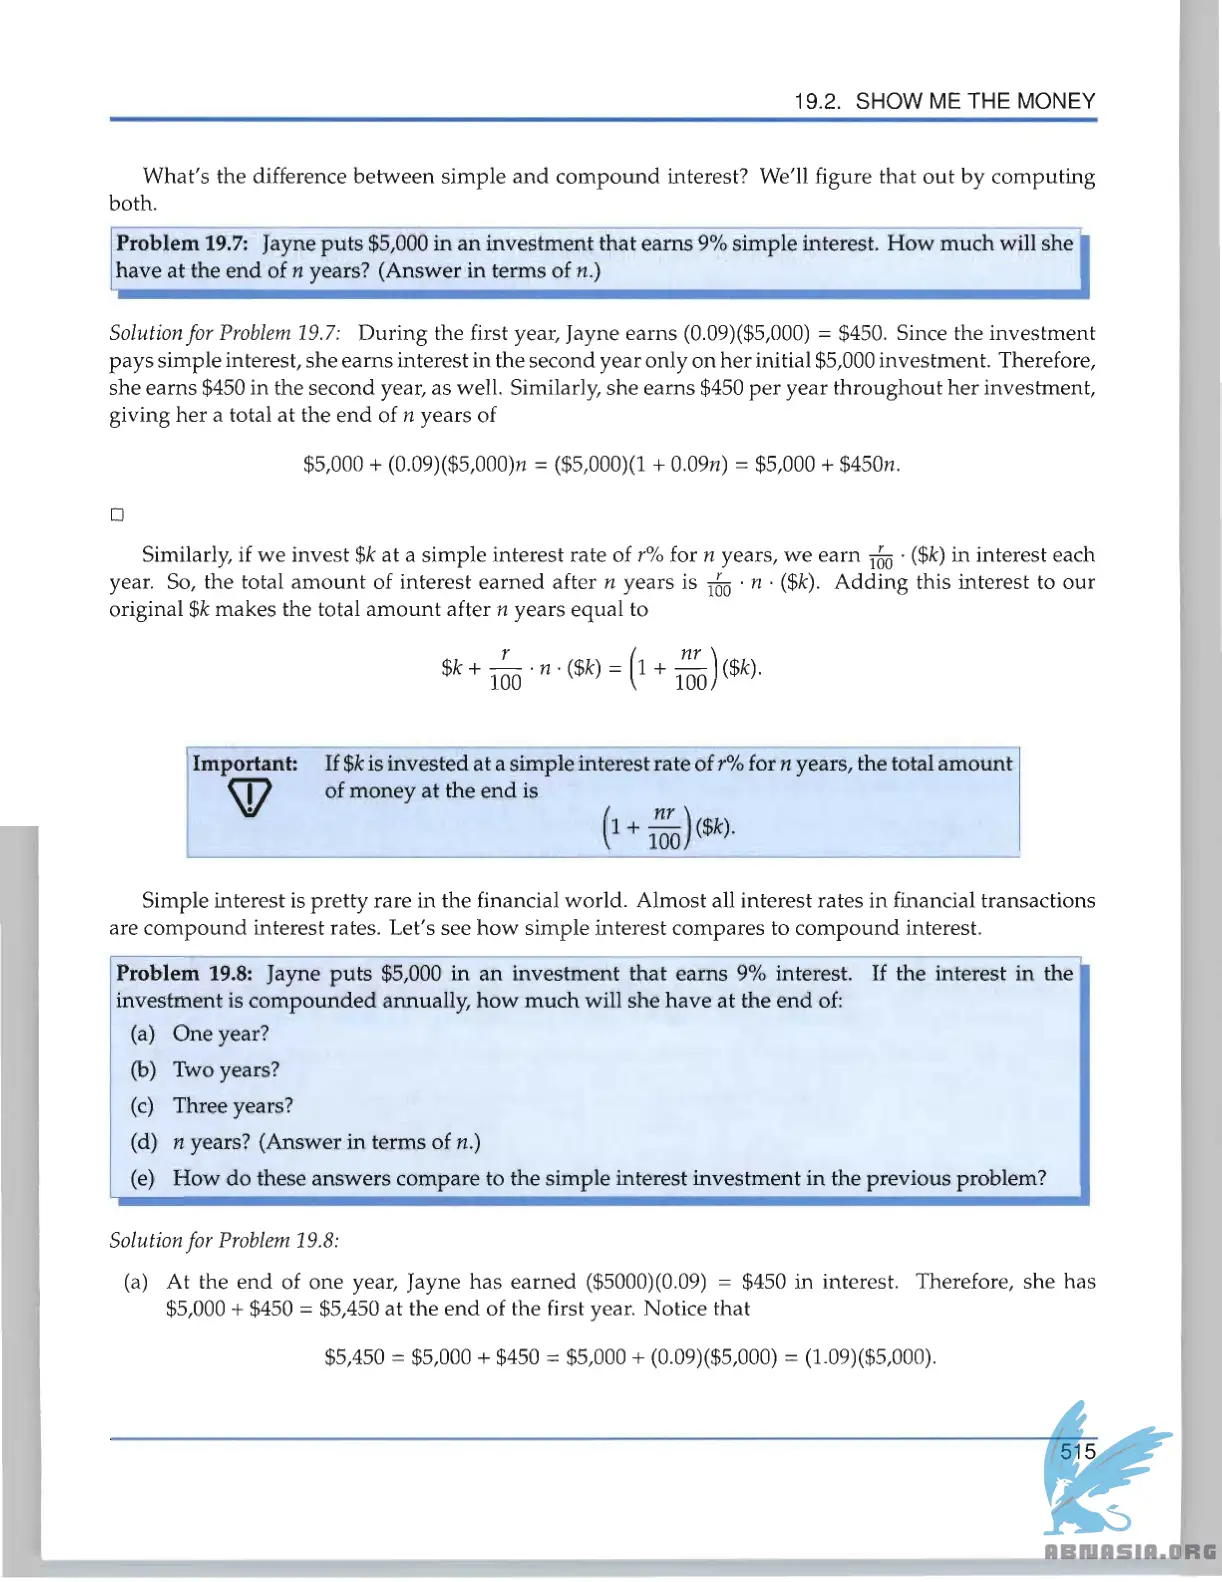 19.2. SHOW ME THE MONEY
What's the difference between simple and compound interest? We'll figure that out by computing
both.
Problem 19.7: Jayne puts $5,000 in an investment that earns 9% simple interest. How much will she
have at the end of n years? (Answer in terms of n.)
Solution for Problem 19.7: During the first year, Jayne earns (0.09)($5,000) = $450. Since the investment
pays simple interest, she earns interest in the second year only on her initial $5,000 investment. Therefore,
she earns $450 in the second year, as well. Similarly, she earns $450 per year throughout her investment,
giving her a total at the end of n years of
$5,000 + (0.09)($5,000)n = ($5,000)(1 + 0.09n) = $5,000 + $450n.
□
Similarly, if we invest $k at a simple interest rate of r% for n years, we earn r/100 · ($k) in interest each
year. So, the total amount of interest earned after n years is r/100 · n · ($k). Adding this interest to our
original $k makes the total amount after n years equal to
$k + r/100 · n · ($k) = (1 + nr/100)($k).
Important: If $k is invested at a simple interest rate of r% for n years, the total amount
of money at the end is
(1 + nr/100)($k).
Simple interest is pretty rare in the financial world. Almost all interest rates in financial transactions
are compound interest rates. Let's see how simple interest compares to compound interest.
Problem 19.8: Jayne puts $5,000 in an investment that earns 9% interest. If the interest in the
investment is compounded annually, how much will she have at the end of:
(a) One year?
(b) Two years?
(c) Three years?
(d) n years? (Answer in terms of n.)
(e) How do these answers compare to the simple interest investment in the previous problem?
Solution for Problem 19.8:
(a) At the end of one year, Jayne has earned ($5000)(0.09) = $450 in interest. Therefore, she has
$5,000 + $450 = $5,450 at the end of the first year. Notice that
$5,450 = $5,000 + $450 = $5,000 + (0.09)($5,000) = (1.09)($5,000).
515
ABNASIA.ORG